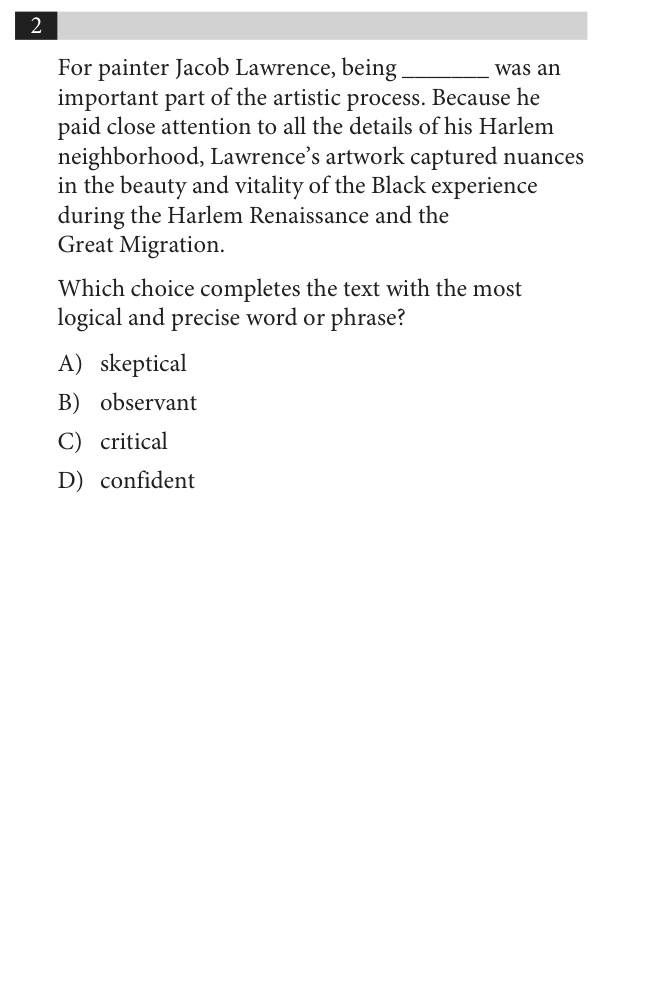 2
For painter Jacob Lawrence, being _______ was an
important part of the artistic process. Because he
paid close attention to all the details of his Harlem
neighborhood, Lawrence’s artwork captured nuances
in the beauty and vitality of the Black experience
during the Harlem Renaissance and the
Great Migration.
Which choice completes the text with the most
logical and precise word or phrase?
A) skeptical
B) observant
C) critical
D) confident